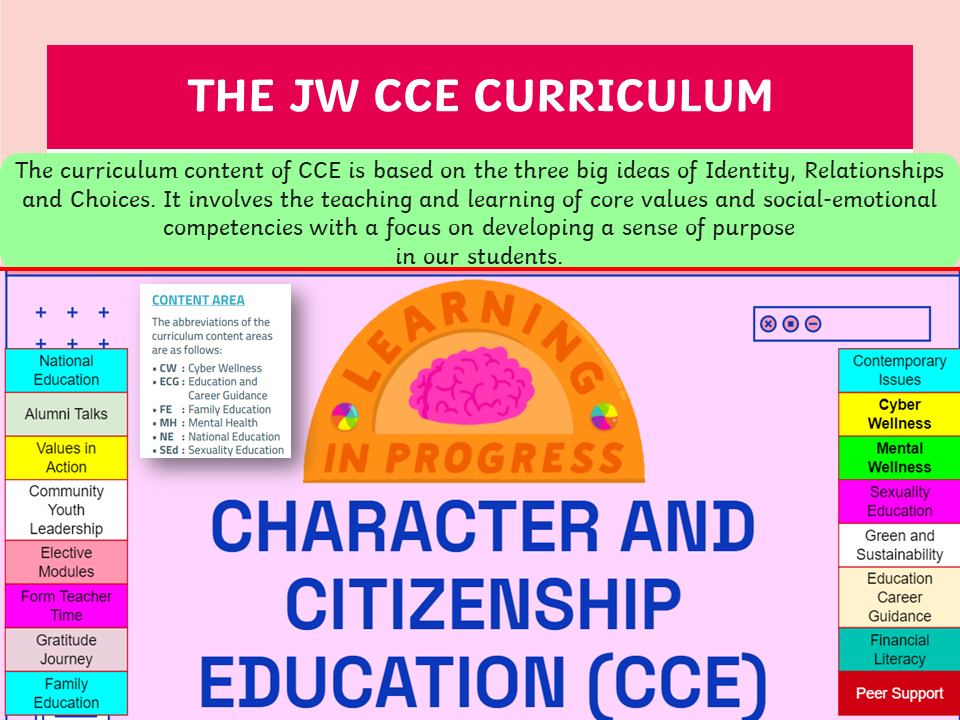 THE JW CCE CURRICULUM
The curriculum content of CCE is based on the three big ideas of Identity, Relationships
and Choices. It involves the teaching and learning of core values and social-emotional
competencies with a focus on developing a sense of purpose
in our students.
CONTENT AREA
The abbreviations of the
curriculum content areas
are as follows:
• CW : Cyber Wellness
• ECG : Education and
Career Guidance
• FE : Family Education
• MH : Mental Health
• NE : National Education
• SEd : Sexuality Education
LEARNING
IN PROGRESS
CHARACTER AND
CITIZENSHIP
EDUCATION (CCE)
National
Education
Alumni Talks
Values in
Action
Community
Youth
Leadership
Elective
Modules
Form Teacher
Time
Gratitude
Journey
Family
Education
Contemporary
Issues
Cyber
Wellness
Mental
Wellness
Sexuality
Education
Green and
Sustainability
Education
Career
Guidance
Financial
Literacy
Peer Support